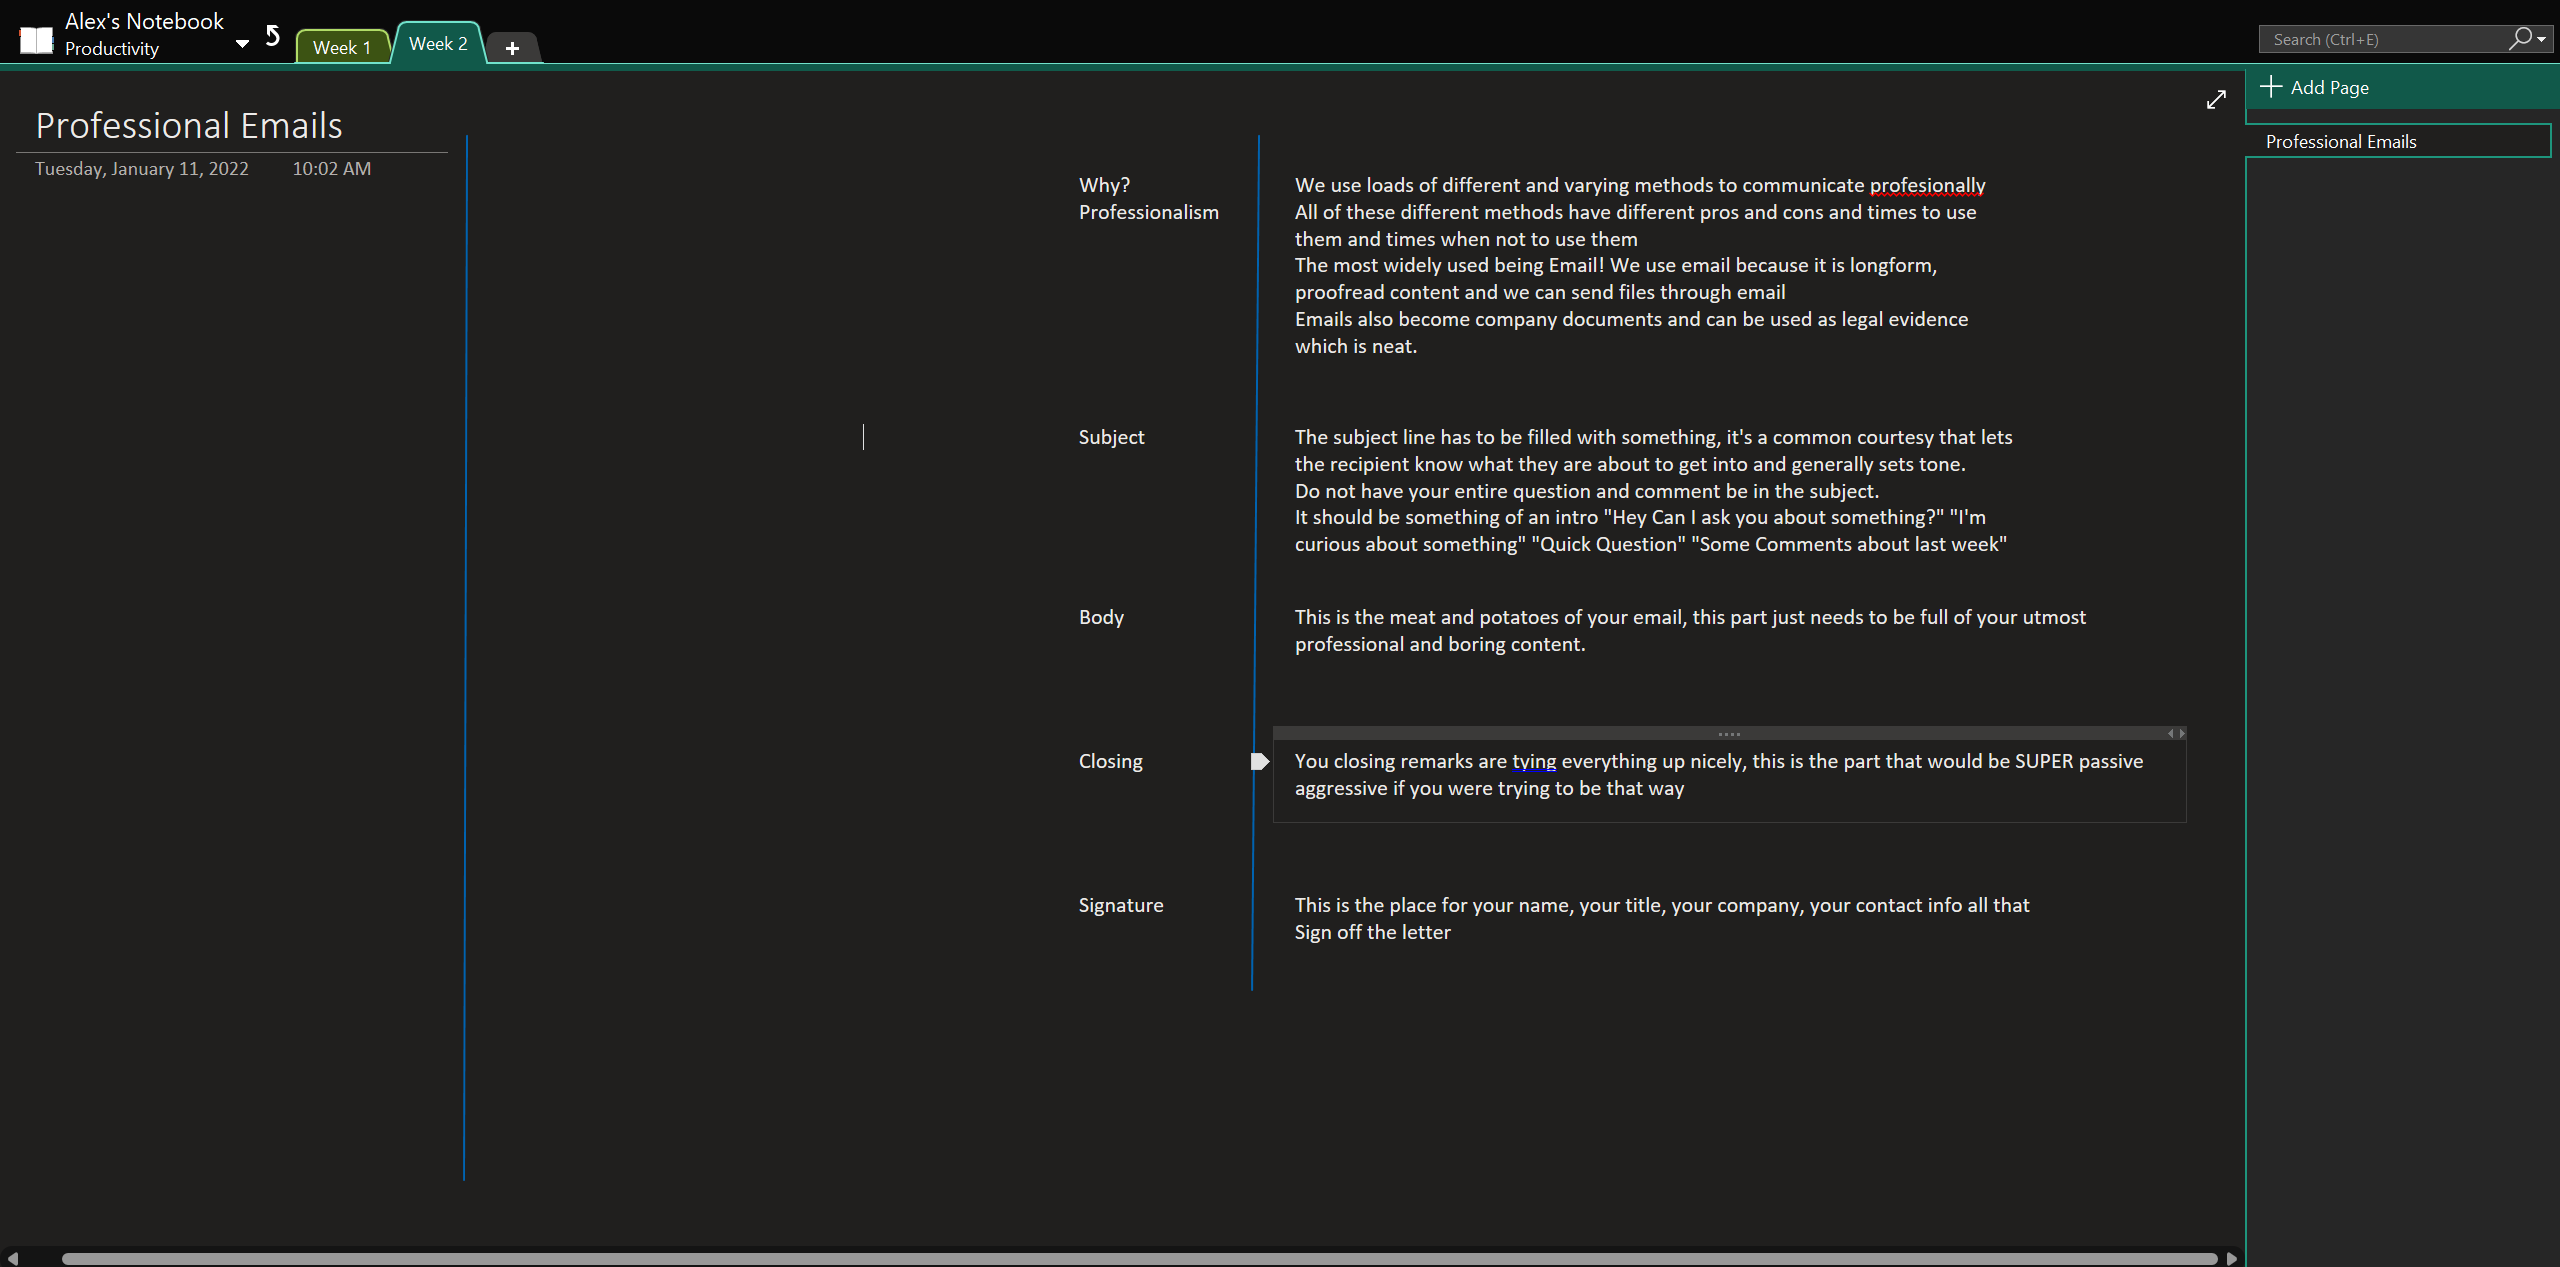 Alex's Notebook
Productivity
Week 1
Week 2
Search (Ctrl+E)
Add Page
Professional Emails
Professional Emails
Tuesday, January 11, 2022 10:02 AM
Why?
Professionalism
We use loads of different and varying methods to communicate profesionally
All of these different methods have different pros and cons and times to use
them and times when not to use them
The most widely used being Email! We use email because it is longform,
proofread content and we can send files through email
Emails also become company documents and can be used as legal evidence
which is neat.
Subject
The subject line has to be filled with something, it's a common courtesy that lets
the recipient know what they are about to get into and generally sets tone.
Do not have your entire question and comment be in the subject.
It should be something of an intro "Hey Can I ask you about something?" "I'm
curious about something" "Quick Question" "Some Comments about last week"
Body
This is the meat and potatoes of your email, this part just needs to be full of your utmost
professional and boring content.
Closing
You closing remarks are tying everything up nicely, this is the part that would be SUPER passive
aggressive if you were trying to be that way
Signature
This is the place for your name, your title, your company, your contact info all that
Sign off the letter